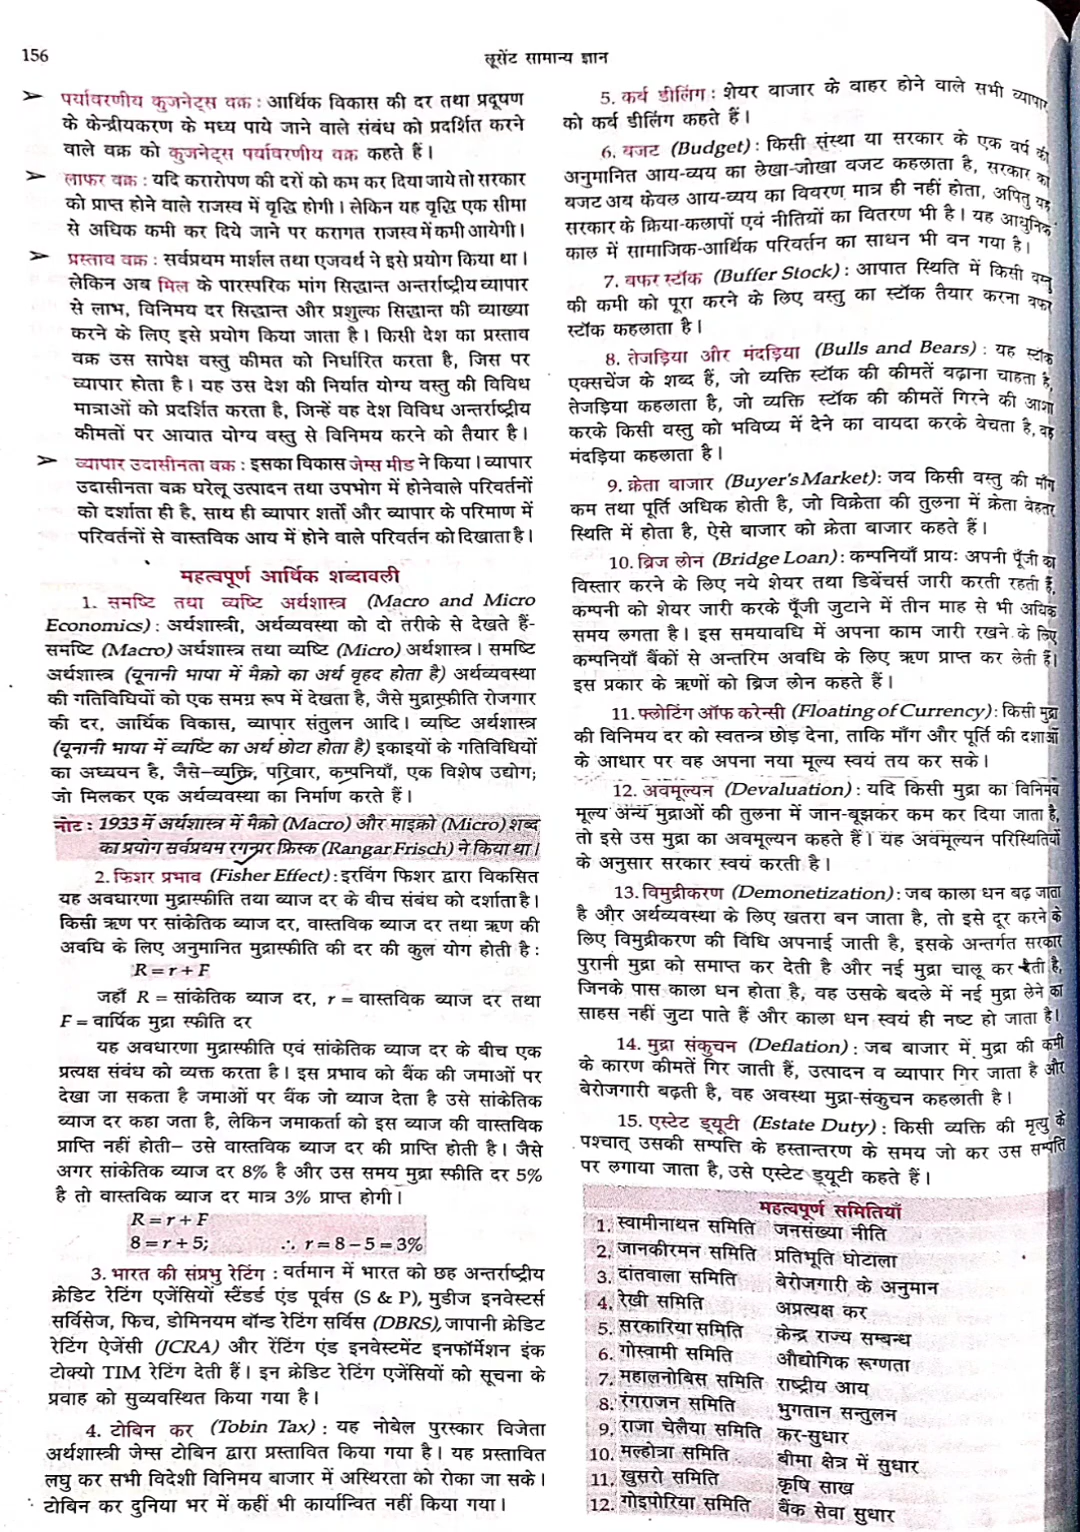 156
लूसेंट सामान्य ज्ञान
➤ पर्यावरणीय कुजनेट्स वक्र : आर्थिक विकास की दर तथा प्रदूषण
के केन्द्रीयकरण के मध्य पाये जाने वाले संबंध को प्रदर्शित करने
वाले वक्र को कुजनेट्स पर्यावरणीय वक्र कहते हैं।
➤ लाफर वक्र : यदि करारोपण की दरों को कम कर दिया जाये तो सरकार
को प्राप्त होने वाले राजस्व में वृद्धि होगी। लेकिन यह वृद्धि एक सीमा
से अधिक कमी कर दिये जाने पर करागत राजस्व में कमी आयेगी।
➤ प्रस्ताव वक्र : सर्वप्रथम मार्शल तथा एजवर्थ ने इसे प्रयोग किया था।
लेकिन अब मिल के पारस्परिक मांग सिद्धान्त अन्तर्राष्ट्रीय व्यापार
से लाभ, विनिमय दर सिद्धान्त और प्रशुल्क सिद्धान्त की व्याख्या
करने के लिए इसे प्रयोग किया जाता है। किसी देश का प्रस्ताव
वक्र उस सापेक्ष वस्तु कीमत को निर्धारित करता है, जिस पर
व्यापार होता है। यह उस देश की निर्यात योग्य वस्तु की विविध
मात्राओं को प्रदर्शित करता है, जिन्हें वह देश विविध अन्तर्राष्ट्रीय
कीमतों पर आयात योग्य वस्तु से विनिमय करने को तैयार है।
➤ व्यापार उदासीनता वक्र : इसका विकास जेम्स मीड ने किया। व्यापार
उदासीनता वक्र घरेलू उत्पादन तथा उपभोग में होनेवाले परिवर्तनों
को दर्शाता ही है, साथ ही व्यापार शर्तों और व्यापार के परिमाण में
परिवर्तनों से वास्तविक आय में होने वाले परिवर्तन को दिखाता है।
महत्वपूर्ण आर्थिक शब्दावली
1. समष्टि तथा व्यष्टि अर्थशास्त्र (Macro and Micro
Economics) : अर्थशास्त्री, अर्थव्यवस्था को दो तरीके से देखते हैं-
समष्टि (Macro) अर्थशास्त्र तथा व्यष्टि (Micro) अर्थशास्त्र। समष्टि
अर्थशास्त्र (यूनानी भाषा में मैक्रो का अर्थ वृहद होता है) अर्थव्यवस्था
की गतिविधियों को एक समग्र रूप में देखता है, जैसे मुद्रास्फीति रोजगार
की दर, आर्थिक विकास, व्यापार संतुलन आदि। व्यष्टि अर्थशास्त्र
(यूनानी भाषा में व्यष्टि का अर्थ छोटा होता है) इकाइयों के गतिविधियों
का अध्ययन है, जैसे–व्यक्ति, परिवार, कम्पनियाँ, एक विशेष उद्योग;
जो मिलकर एक अर्थव्यवस्था का निर्माण करते हैं।
नोट : 1933 में अर्थशास्त्र में मैक्रो (Macro) और माइक्रो (Micro) शब्द
का प्रयोग सर्वप्रथम रगनर फ्रिस्क (Rangar Frisch) ने किया था।
2. फिशर प्रभाव (Fisher Effect) : इरविंग फिशर द्वारा विकसित
यह अवधारणा मुद्रास्फीति तथा ब्याज दर के बीच संबंध को दर्शाता है।
किसी ऋण पर सांकेतिक ब्याज दर, वास्तविक ब्याज दर तथा ऋण की
अवधि के लिए अनुमानित मुद्रास्फीति की दर की कुल योग होती है :
R = r + F
जहाँ R = सांकेतिक ब्याज दर, r = वास्तविक ब्याज दर तथा
F = वार्षिक मुद्रा स्फीति दर
यह अवधारणा मुद्रास्फीति एवं सांकेतिक ब्याज दर के बीच एक
प्रत्यक्ष संबंध को व्यक्त करता है। इस प्रभाव को बैंक की जमाओं पर
देखा जा सकता है जमाओं पर बैंक जो ब्याज देता है उसे सांकेतिक
ब्याज दर कहा जाता है, लेकिन जमाकर्ता को इस ब्याज की वास्तविक
प्राप्ति नहीं होती– उसे वास्तविक ब्याज दर की प्राप्ति होती है। जैसे
अगर सांकेतिक ब्याज दर 8% है और उस समय मुद्रा स्फीति दर 5%
है तो वास्तविक ब्याज दर मात्र 3% प्राप्त होगी।
R = r + F
8 = r + 5; ∴ r = 8 – 5 = 3%
3. भारत की संप्रभु रेटिंग : वर्तमान में भारत को छह अन्तर्राष्ट्रीय
क्रेडिट रेटिंग एजेंसियों स्टैंडर्ड एंड पूर्वस (S & P), मुडीज इनवेस्टर्स
सर्विसेज, फिच, डोमिनयम बॉन्ड रेटिंग सर्विस (DBRS), जापानी क्रेडिट
रेटिंग ऐजेंसी (JCRA) और रेंटिंग एंड इनवेस्टमेंट इनफॉर्मेशन इंक
टोक्यो TIM रेटिंग देती हैं। इन क्रेडिट रेटिंग एजेंसियों को सूचना के
प्रवाह को सुव्यवस्थित किया गया है।
4. टोबिन कर (Tobin Tax) : यह नोबेल पुरस्कार विजेता
अर्थशास्त्री जेम्स टोबिन द्वारा प्रस्तावित किया गया है। यह प्रस्तावित
लघु कर सभी विदेशी विनिमय बाजार में अस्थिरता को रोका जा सके।
टोबिन कर दुनिया भर में कहीं भी कार्यान्वित नहीं किया गया।
5. कर्ब डीलिंग : शेयर बाजार के बाहर होने वाले सभी व्यापार
को कर्ब डीलिंग कहते हैं।
6. बजट (Budget) : किसी संस्था या सरकार के एक वर्ष की
अनुमानित आय-व्यय का लेखा-जोखा बजट कहलाता है, सरकार का
बजट अब केवल आय-व्यय का विवरण मात्र ही नहीं होता, अपितु यह
सरकार के क्रिया-कलापों एवं नीतियों का वितरण भी है। यह आधुनिक
काल में सामाजिक-आर्थिक परिवर्तन का साधन भी बन गया है।
7. बफर स्टॉक (Buffer Stock) : आपात स्थिति में किसी वस्तु
की कमी को पूरा करने के लिए वस्तु का स्टॉक तैयार करना बफर
स्टॉक कहलाता है।
8. तेजड़िया और मंदड़िया (Bulls and Bears) : यह स्टॉक
एक्सचेंज के शब्द हैं, जो व्यक्ति स्टॉक की कीमतें बढ़ाना चाहता है,
तेजड़िया कहलाता है, जो व्यक्ति स्टॉक की कीमतें गिरने की आशा
करके किसी वस्तु को भविष्य में देने का वायदा करके बेचता है, वह
मंदड़िया कहलाता है।
9. क्रेता बाजार (Buyer's Market): जब किसी वस्तु की माँग
कम तथा पूर्ति अधिक होती है, जो विक्रेता की तुलना में क्रेता बेहतर
स्थिति में होता है, ऐसे बाजार को क्रेता बाजार कहते हैं।
10. ब्रिज लोन (Bridge Loan) : कम्पनियाँ प्रायः अपनी पूँजी का
विस्तार करने के लिए नये शेयर तथा डिबेंचर्स जारी करती रहती हैं,
कम्पनी को शेयर जारी करके पूँजी जुटाने में तीन माह से भी अधिक
समय लगता है। इस समयावधि में अपना काम जारी रखने के लिए
कम्पनियाँ बैंकों से अन्तरिम अवधि के लिए ऋण प्राप्त कर लेती हैं।
इस प्रकार के ऋणों को ब्रिज लोन कहते हैं।
11. फ्लोटिंग ऑफ करेन्सी (Floating of Currency) : किसी मुद्रा
की विनिमय दर को स्वतन्त्र छोड़ देना, ताकि माँग और पूर्ति की दशाओं
के आधार पर वह अपना नया मूल्य स्वयं तय कर सके।
12. अवमूल्यन (Devaluation) : यदि किसी मुद्रा का विनिमय
मूल्य अन्य मुद्राओं की तुलना में जान-बूझकर कम कर दिया जाता है,
तो इसे उस मुद्रा का अवमूल्यन कहते हैं। यह अवमूल्यन परिस्थितियों
के अनुसार सरकार स्वयं करती है।
13. विमुद्रीकरण (Demonetization) : जब काला धन बढ़ जाता
है और अर्थव्यवस्था के लिए खतरा बन जाता है, तो इसे दूर करने के
लिए विमुद्रीकरण की विधि अपनाई जाती है, इसके अन्तर्गत सरकार
पुरानी मुद्रा को समाप्त कर देती है और नई मुद्रा चालू कर देती है,
जिनके पास काला धन होता है, वह उसके बदले में नई मुद्रा लेने का
साहस नहीं जुटा पाते हैं और काला धन स्वयं ही नष्ट हो जाता है।
14. मुद्रा संकुचन (Deflation) : जब बाजार में मुद्रा की कमी
के कारण कीमतें गिर जाती हैं, उत्पादन व व्यापार गिर जाता है और
बेरोजगारी बढ़ती है, वह अवस्था मुद्रा-संकुचन कहलाती है।
15. एस्टेट ड्यूटी (Estate Duty) : किसी व्यक्ति की मृत्यु के
पश्चात् उसकी सम्पत्ति के हस्तान्तरण के समय जो कर उस सम्पत्ति
पर लगाया जाता है, उसे एस्टेट ड्यूटी कहते हैं।
महत्वपूर्ण समितियाँ
1. स्वामीनाथन समिति जनसंख्या नीति
2. जानकीरमन समिति प्रतिभूति घोटाला
3. दांतवाला समिति बेरोजगारी के अनुमान
4. रेखी समिति अप्रत्यक्ष कर
5. सरकारिया समिति केन्द्र राज्य सम्बन्ध
6. गोस्वामी समिति औद्योगिक रूग्णता
7. महालनोबिस समिति राष्ट्रीय आय
8. रंगराजन समिति भुगतान सन्तुलन
9. राजा चेलैया समिति कर-सुधार
10. मल्होत्रा समिति बीमा क्षेत्र में सुधार
11. खुसरो समिति कृषि साख
12. गोइपोरिया समिति बैंक सेवा सुधार